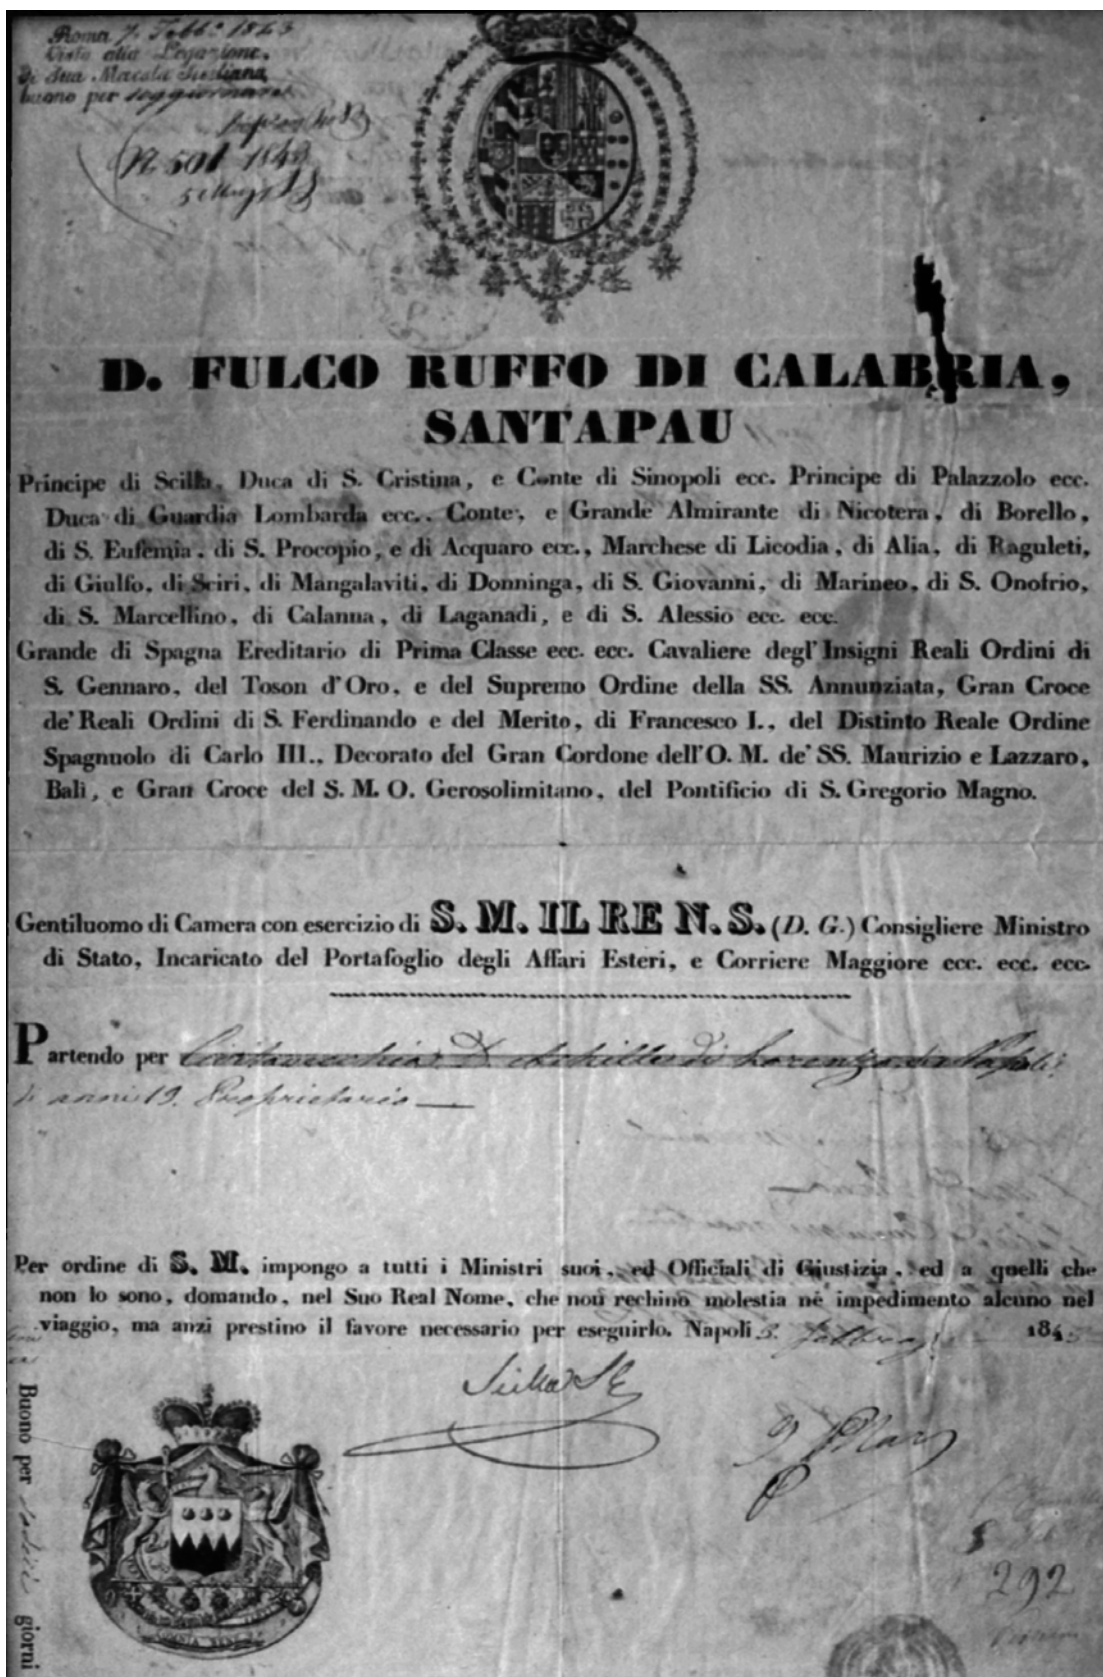 Roma 7. Febb.º 1843
Visto alla Legazione.
di Sua Maestà Siciliana
buono per soggiornare
N. 501 1843
D. FULCO RUFFO DI CALABRIA,
SANTAPAU
Principe di Scilla, Duca di S. Cristina, e Conte di Sinopoli ecc. Principe di Palazzolo ecc.
Duca di Guardia Lombarda ecc., Conte, e Grande Almirante di Nicotera, di Borello,
di S. Eufemia, di S. Procopio, e di Acquaro ecc., Marchese di Licodia, di Alia, di Raguleti,
di Giulfo, di Sciri, di Mangalaviti, di Donninga, di S. Giovanni, di Marineo, di S. Onofrio,
di S. Marcellino, di Calanna, di Laganadi, e di S. Alessio ecc. ecc.
Grande di Spagna Ereditario di Prima Classe ecc. ecc. Cavaliere degl'Insigni Reali Ordini di
S. Gennaro, del Toson d'Oro, e del Supremo Ordine della SS. Annunziata, Gran Croce
de'Reali Ordini di S. Ferdinando e del Merito, di Francesco I., del Distinto Reale Ordine
Spagnuolo di Carlo III., Decorato del Gran Cordone dell'O. M. de' SS. Maurizio e Lazzaro,
Balì, e Gran Croce del S. M. O. Gerosolimitano, del Pontificio di S. Gregorio Magno.
Gentiluomo di Camera con esercizio di S. M. IL RE N. S. (D. G.) Consigliere Ministro
di Stato, Incaricato del Portafoglio degli Affari Esteri, e Corriere Maggiore ecc. ecc. ecc.
Partendo per Civitavecchia D. Achille di Lorenzo di Napoli
di anni 19. Proprietario
Per ordine di S. M. impongo a tutti i Ministri suoi, ed Officiali di Giustizia, ed a quelli che
non lo sono, domando, nel Suo Real Nome, che non rechino molestia nè impedimento alcuno nel
viaggio, ma anzi prestino il favore necessario per eseguirlo. Napoli 3. Febbraj 1843
Buono per giorni
292